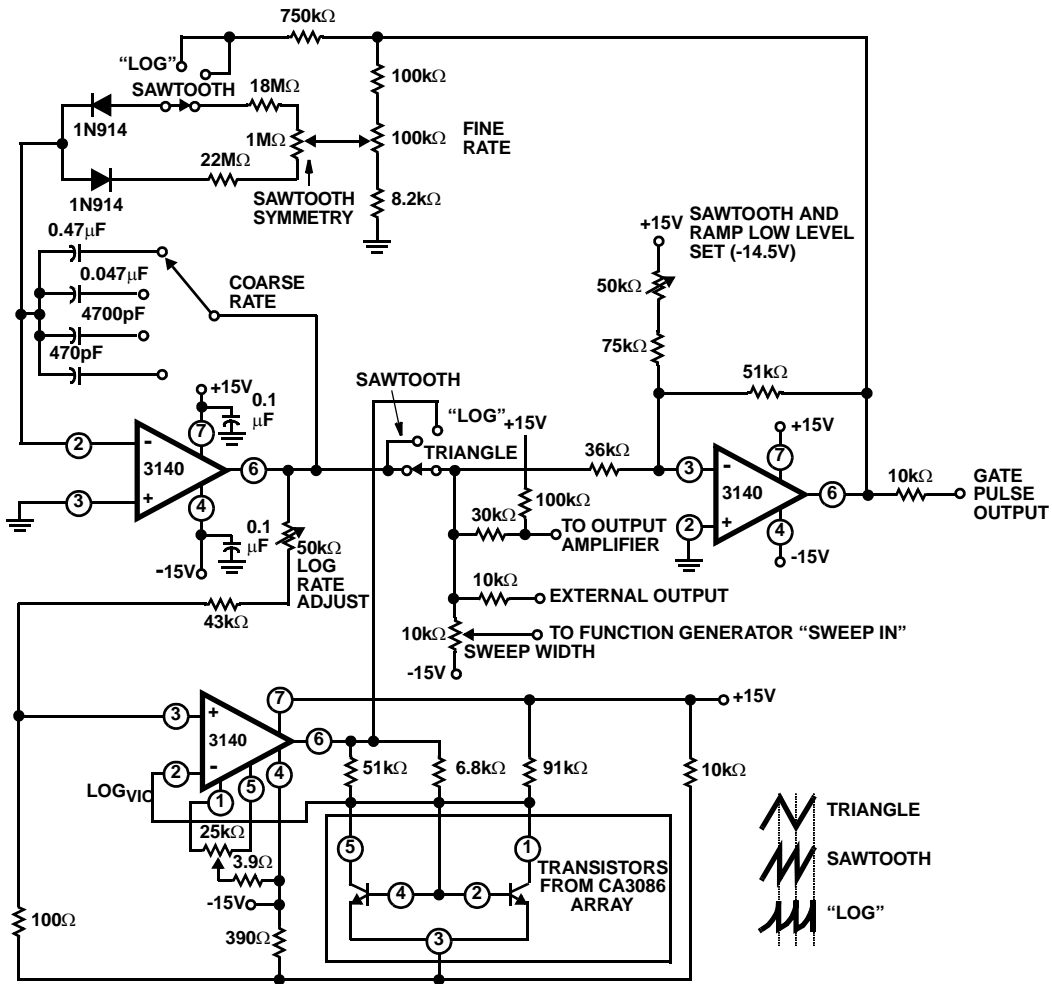 750kΩ
“LOG”
SAWTOOTH
18MΩ
100kΩ
1N914
1MΩ
100kΩ
FINE
RATE
22MΩ
1N914
SAWTOOTH
SYMMETRY
8.2kΩ
0.47μF
0.047μF
4700pF
470pF
COARSE
RATE
+15V
SAWTOOTH AND
RAMP LOW LEVEL
SET (-14.5V)
50kΩ
75kΩ
51kΩ
+15V
0.1
μF
7
2
-
3140
+
3
6
4
0.1
μF
-15V
SAWTOOTH
“LOG”
TRIANGLE
+15V
36kΩ
3
-
3140
+
2
+15V
7
6
4
-15V
10kΩ
GATE
PULSE
OUTPUT
100kΩ
30kΩ
TO OUTPUT
AMPLIFIER
50kΩ
LOG
RATE
ADJUST
43kΩ
10kΩ
EXTERNAL OUTPUT
10kΩ
TO FUNCTION GENERATOR “SWEEP IN”
SWEEP WIDTH
-15V
7
+15V
3
+
3140
2
-
6
4
5
1
LOGVIO
51kΩ
6.8kΩ
91kΩ
10kΩ
25kΩ
3.9Ω
-15V
390Ω
100Ω
5
1
4
2
3
TRANSISTORS
FROM CA3086
ARRAY
TRIANGLE
SAWTOOTH
“LOG”